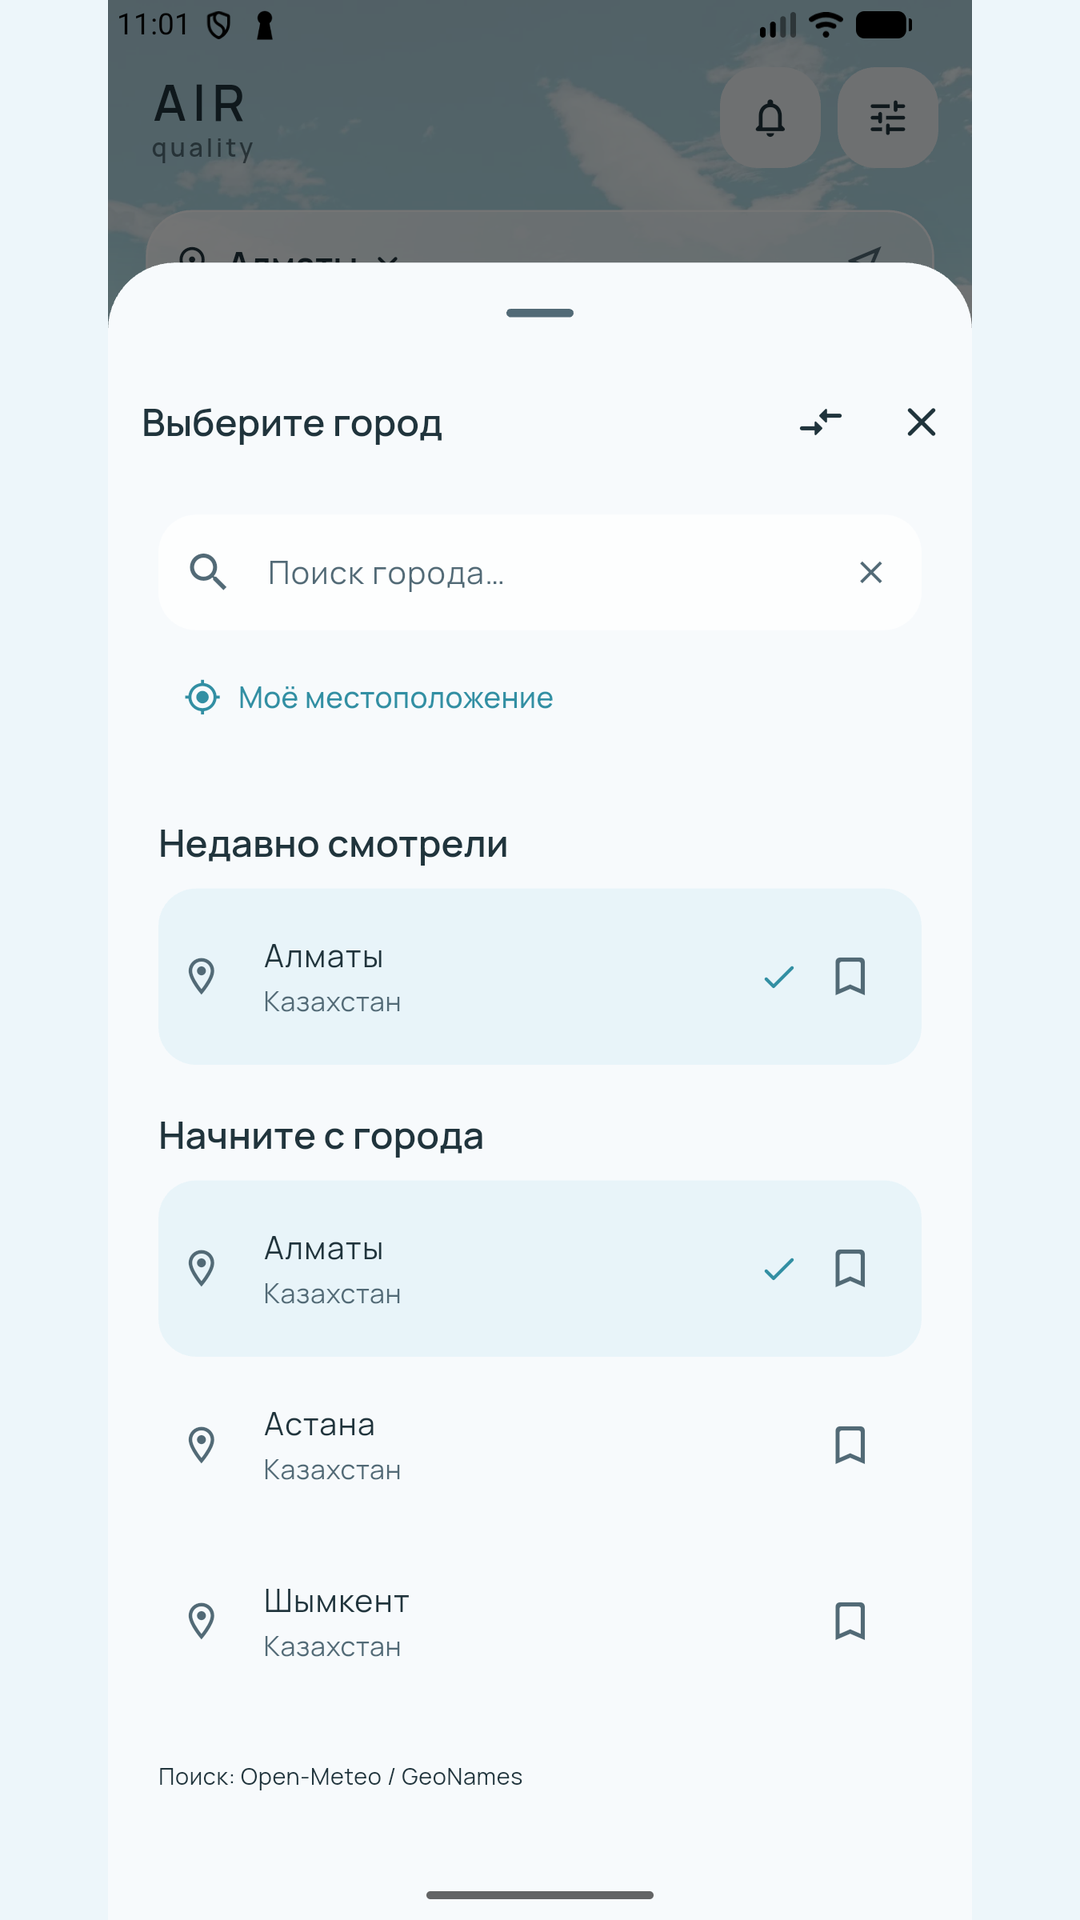 11:01
AIR
quality
Алматы
Выберите город
Поиск города...
Моё местоположение
Недавно смотрели
Алматы
Казахстан
Начните с города
Алматы
Казахстан
Астана
Казахстан
Шымкент
Казахстан
Поиск: Open-Meteo / GeoNames